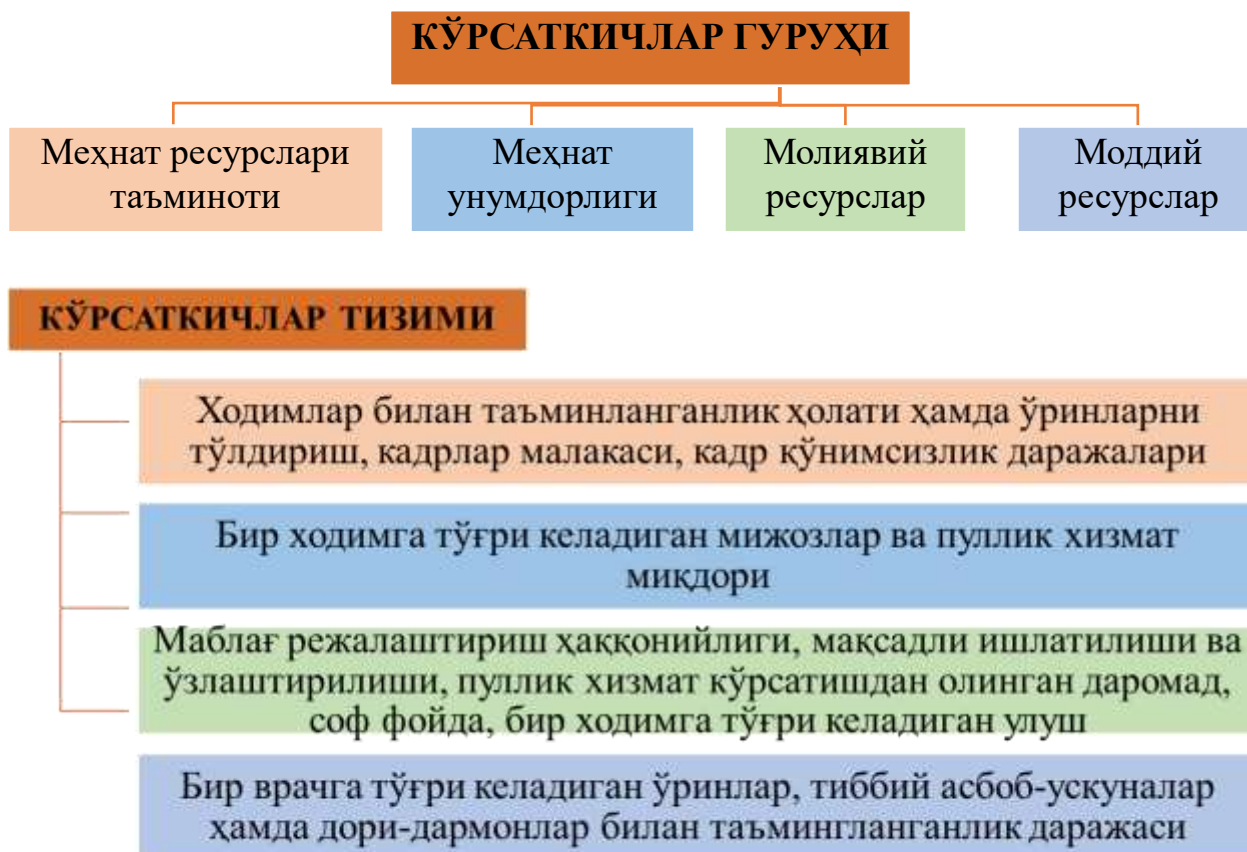 КЎРСАТКИЧЛАР ГУРУҲИ
Меҳнат ресурслари
таъминоти
Меҳнат
унумдорлиги
Молиявий
ресурслар
Моддий
ресурслар
КЎРСАТКИЧЛАР ТИЗИМИ
Ходимлар билан таъминланганлик ҳолати ҳамда ўринларни
тўлдириш, кадрлар малакаси, кадр қўнимсизлик даражалари
Бир ходимга тўғри келадиган мижозлар ва пуллик хизмат
миқдори
Маблағ режалаштириш ҳаққонийлиги, мақсадли ишлатилиши ва
ўзлаштирилиши, пуллик хизмат кўрсатишдан олинган даромад,
соф фойда, бир ходимга тўғри келадиган улуш
Бир врачга тўғри келадиган ўринлар, тиббий асбоб-ускуналар
ҳамда дори-дармонлар билан таъмингланганлик даражаси